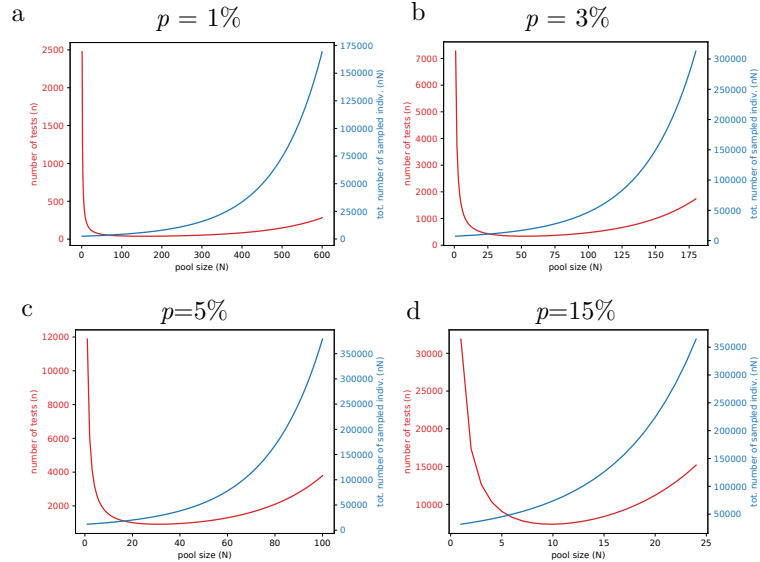 a
p = 1%
number of tests (n)
2500
2000
1500
1000
500
0
175000
150000
125000
100000
75000
50000
25000
0
tot. number of sampled indiv. (nN)
0 100 200 300 400 500 600
pool size (N)
b
p = 3%
number of tests (n)
7000
6000
5000
4000
3000
2000
1000
0
300000
250000
200000
150000
100000
50000
0
tot. number of sampled indiv. (nN)
0 25 50 75 100 125 150 175
pool size (N)
c
p=5%
number of tests (n)
12000
10000
8000
6000
4000
2000
350000
300000
250000
200000
150000
100000
50000
0
tot. number of sampled indiv. (nN)
0 20 40 60 80 100
pool size (N)
d
p=15%
number of tests (n)
30000
25000
20000
15000
10000
350000
300000
250000
200000
150000
100000
50000
tot. number of sampled indiv. (nN)
0 5 10 15 20 25
pool size (N)